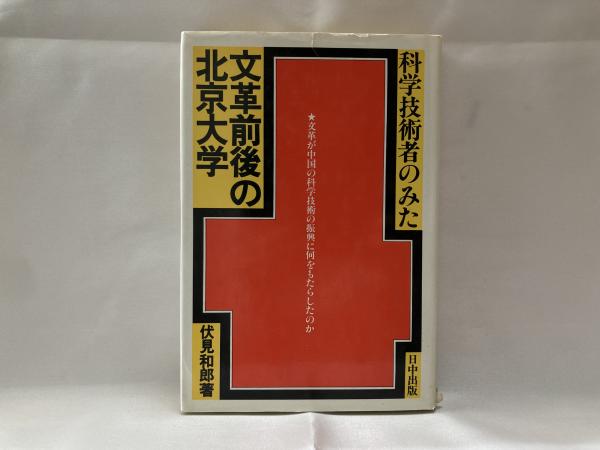 科学技術者のみた
文革前後の
北京大学
★文革が中国の科学技術の振興に何をもたらしたのか
伏見和郎著
日中出版